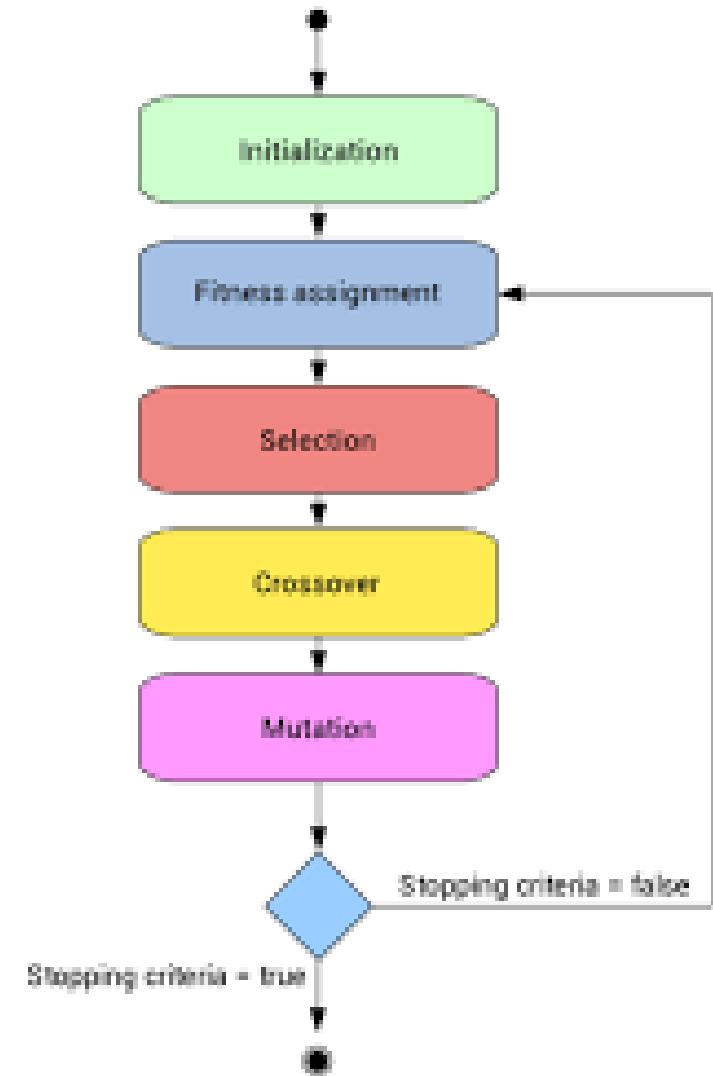 Initialization
Fitness assignment
Selection
Crossover
Mutation
Stopping criteria = false
Stopping criteria = true